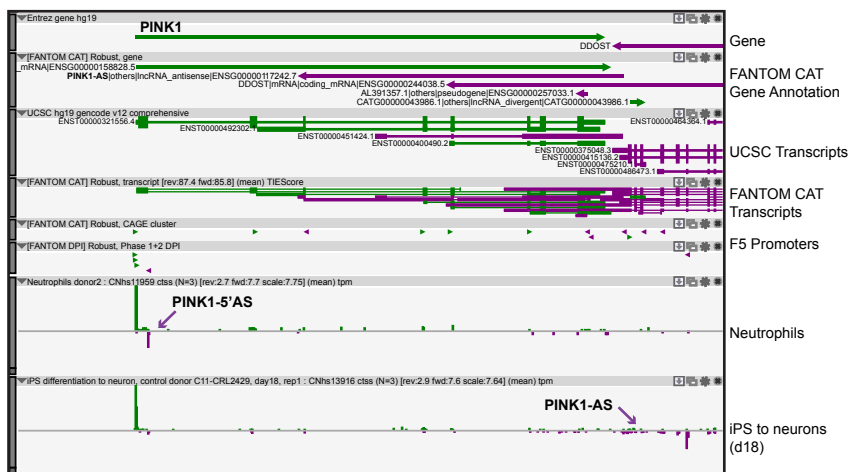 Entrez gene hg19
PINK1
DDOST
Gene
[FANTOM CAT] Robust, gene
_mRNA|ENSG00000158828.5
PINK1-AS|others|lncRNA_antisense|ENSG00000117242.7
DDOST|mRNA|coding_mRNA|ENSG00000244038.5
AL391357.1|others|pseudogene|ENSG00000257033.1
CATG00000043986.1|others|lncRNA_divergent|CATG00000043986.1
FANTOM CAT
Gene Annotation
UCSC hg19 gencode v12 comprehensive
ENST00000321556.4
ENST00000464364.1
ENST00000492302.
ENST00000451424.1
ENST00000400490.2
ENST00000375048.3
ENST00000415136.2
ENST00000475210.1
ENST00000486473.1
UCSC Transcripts
[FANTOM CAT] Robust, transcript [rev:87.4 fwd:85.8] (mean) TIEScore
FANTOM CAT
Transcripts
[FANTOM CAT] Robust, CAGE cluster
F5 Promoters
[FANTOM DPI] Robust, Phase 1+2 DPI
Neutrophils donor2 : CNhs11959 ctss (N=3) [rev:2.7 fwd:7.7 scale:7.75] (mean) tpm
PINK1-5'AS
Neutrophils
iPS differentiation to neuron, control donor C11-CRL2429, day18, rep1 : CNhs13916 ctss (N=3) [rev:2.9 fwd:7.6 scale:7.64] (mean) tpm
PINK1-AS
iPS to neurons
(d18)